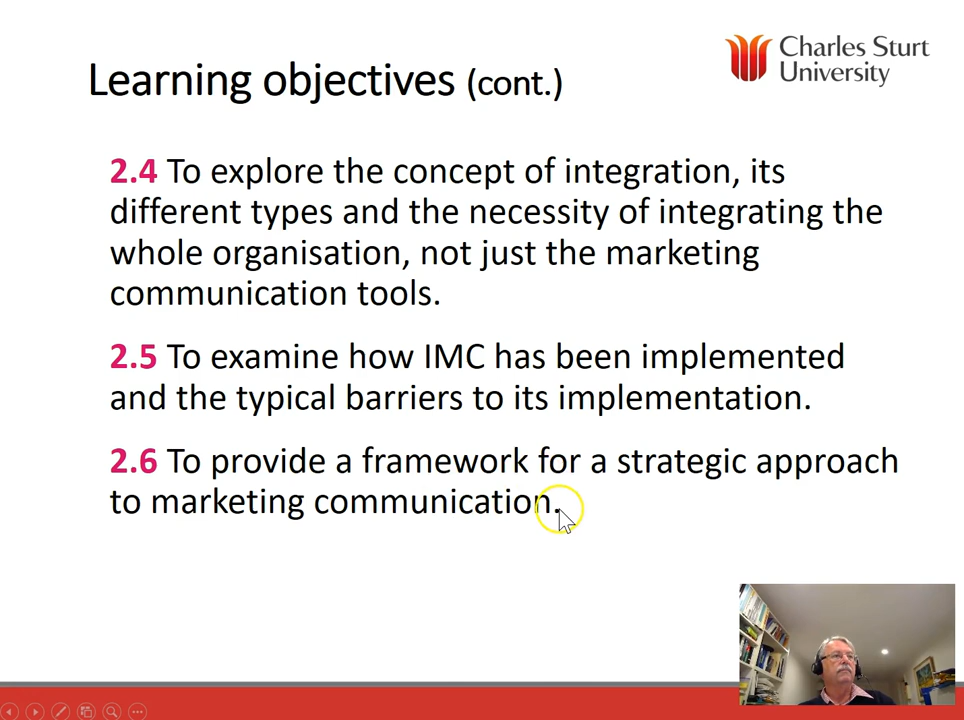 Learning objectives (cont.)
Charles Sturt
University
2.4 To explore the concept of integration, its
different types and the necessity of integrating the
whole organisation, not just the marketing
communication tools.
2.5 To examine how IMC has been implemented
and the typical barriers to its implementation.
2.6 To provide a framework for a strategic approach
to marketing communication.